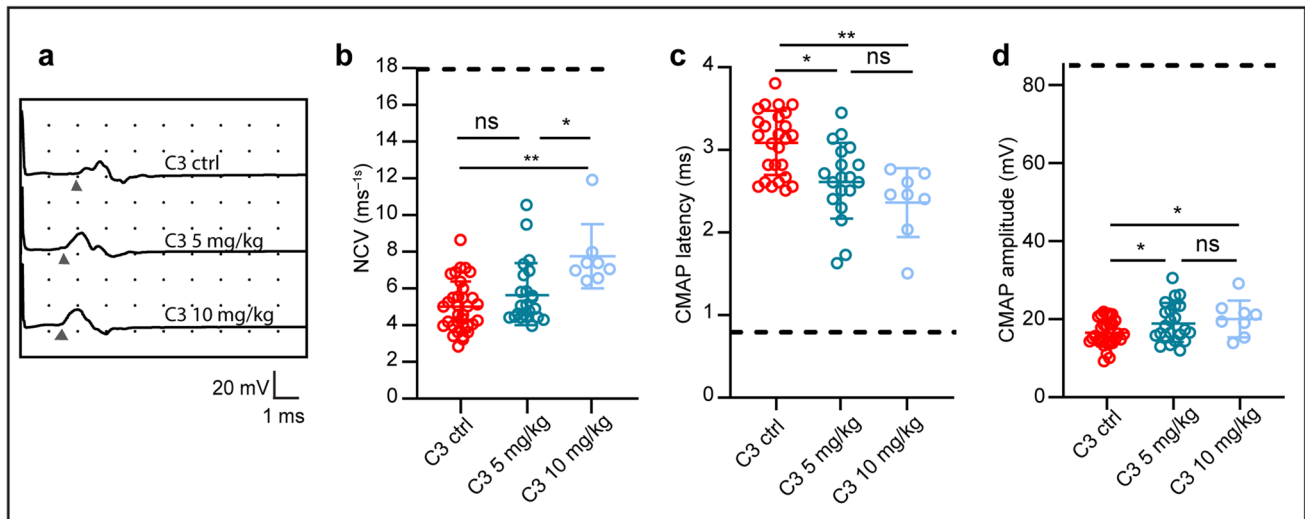 a
C3 ctrl
C3 5 mg/kg
C3 10 mg/kg
20 mV
1 ms
b
NCV (ms⁻¹ˢ)
18
16
14
12
10
8
6
4
2
0
ns
*
**
C3 ctrl
C3 5 mg/kg
C3 10 mg/kg
c
CMAP latency (ms)
4
3
2
1
0
**
*
ns
C3 ctrl
C3 5 mg/kg
C3 10 mg/kg
d
CMAP amplitude (mV)
80
60
40
20
0
*
*
ns
C3 ctrl
C3 5 mg/kg
C3 10 mg/kg